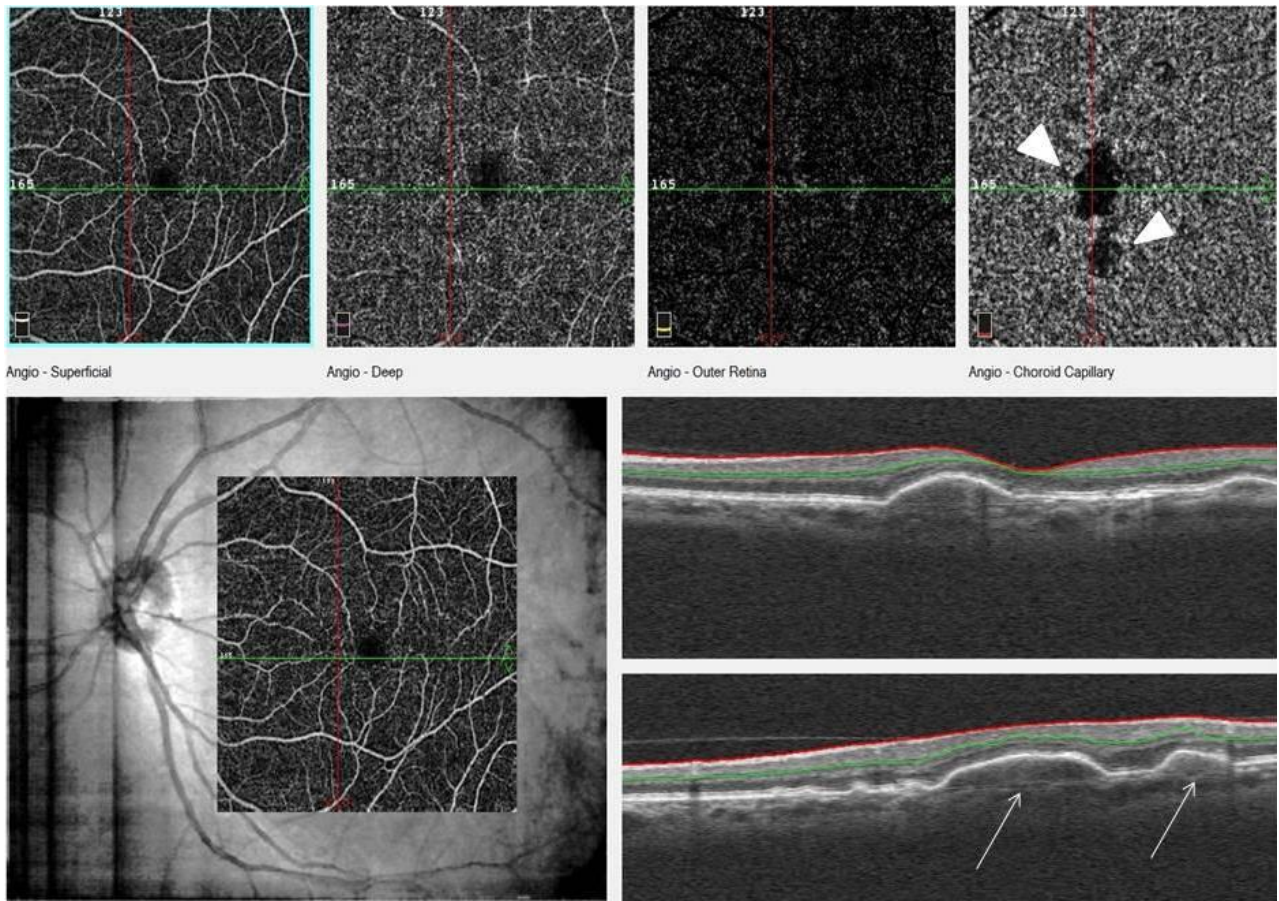 123
123
123
123
165
165
165
165
Angio - Superficial
Angio - Deep
Angio - Outer Retina
Angio - Choroid Capillary